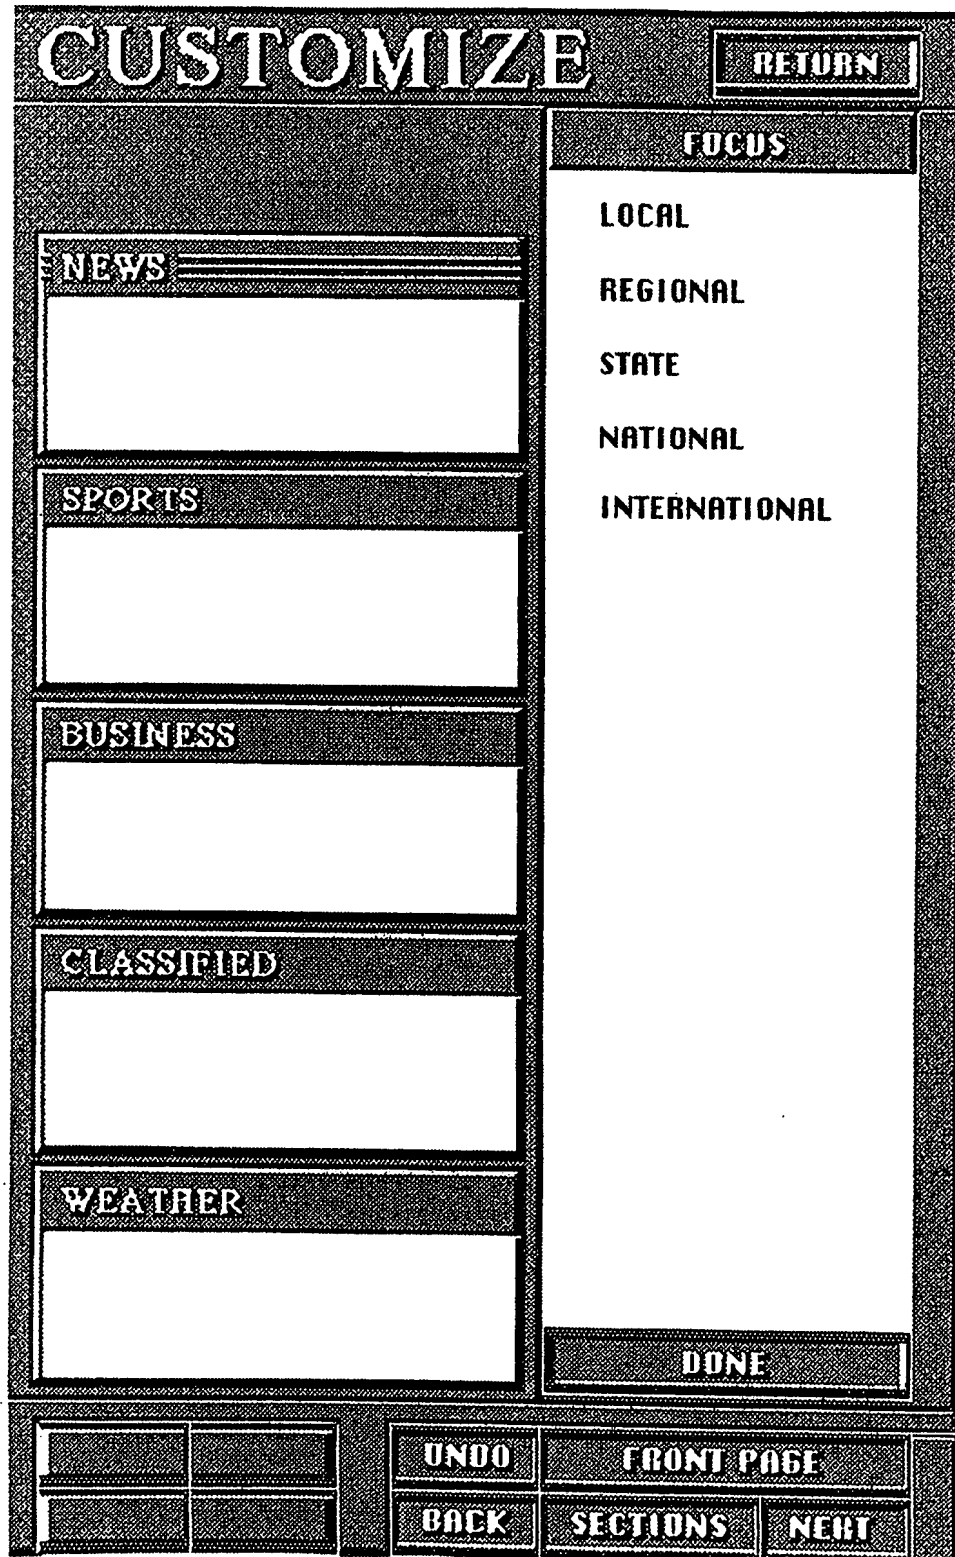 CUSTOMIZE
RETURN
FOCUS
LOCAL
REGIONAL
STATE
NATIONAL
INTERNATIONAL
NEWS
SPORTS
BUSINESS
CLASSIFIED
WEATHER
DONE
UNDO
FRONT PAGE
BACK
SECTIONS
NEXT